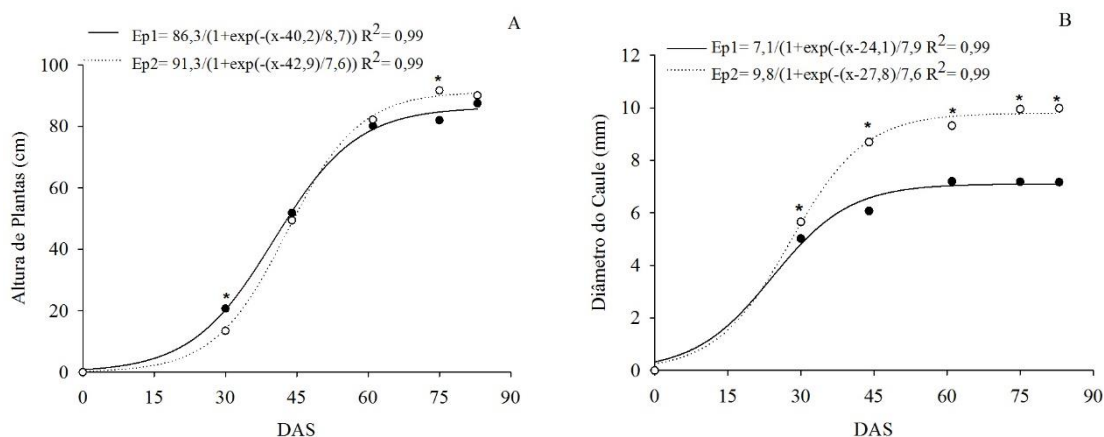 A
Ep1= 86,3/(1+exp(-(x-40,2)/8,7)) R²= 0,99
Ep2= 91,3/(1+exp(-(x-42,9)/7,6)) R²= 0,99
Altura de Plantas (cm)
100
80
60
40
20
0
*
*
0 15 30 45 60 75 90
DAS
B
Ep1= 7,1/(1+exp(-(x-24,1)/7,9 R²= 0,99
Ep2= 9,8/(1+exp(-(x-27,8)/7,6 R²= 0,99
Diâmetro do Caule (mm)
12
10
8
6
4
2
0
* * * * *
0 15 30 45 60 75 90
DAS